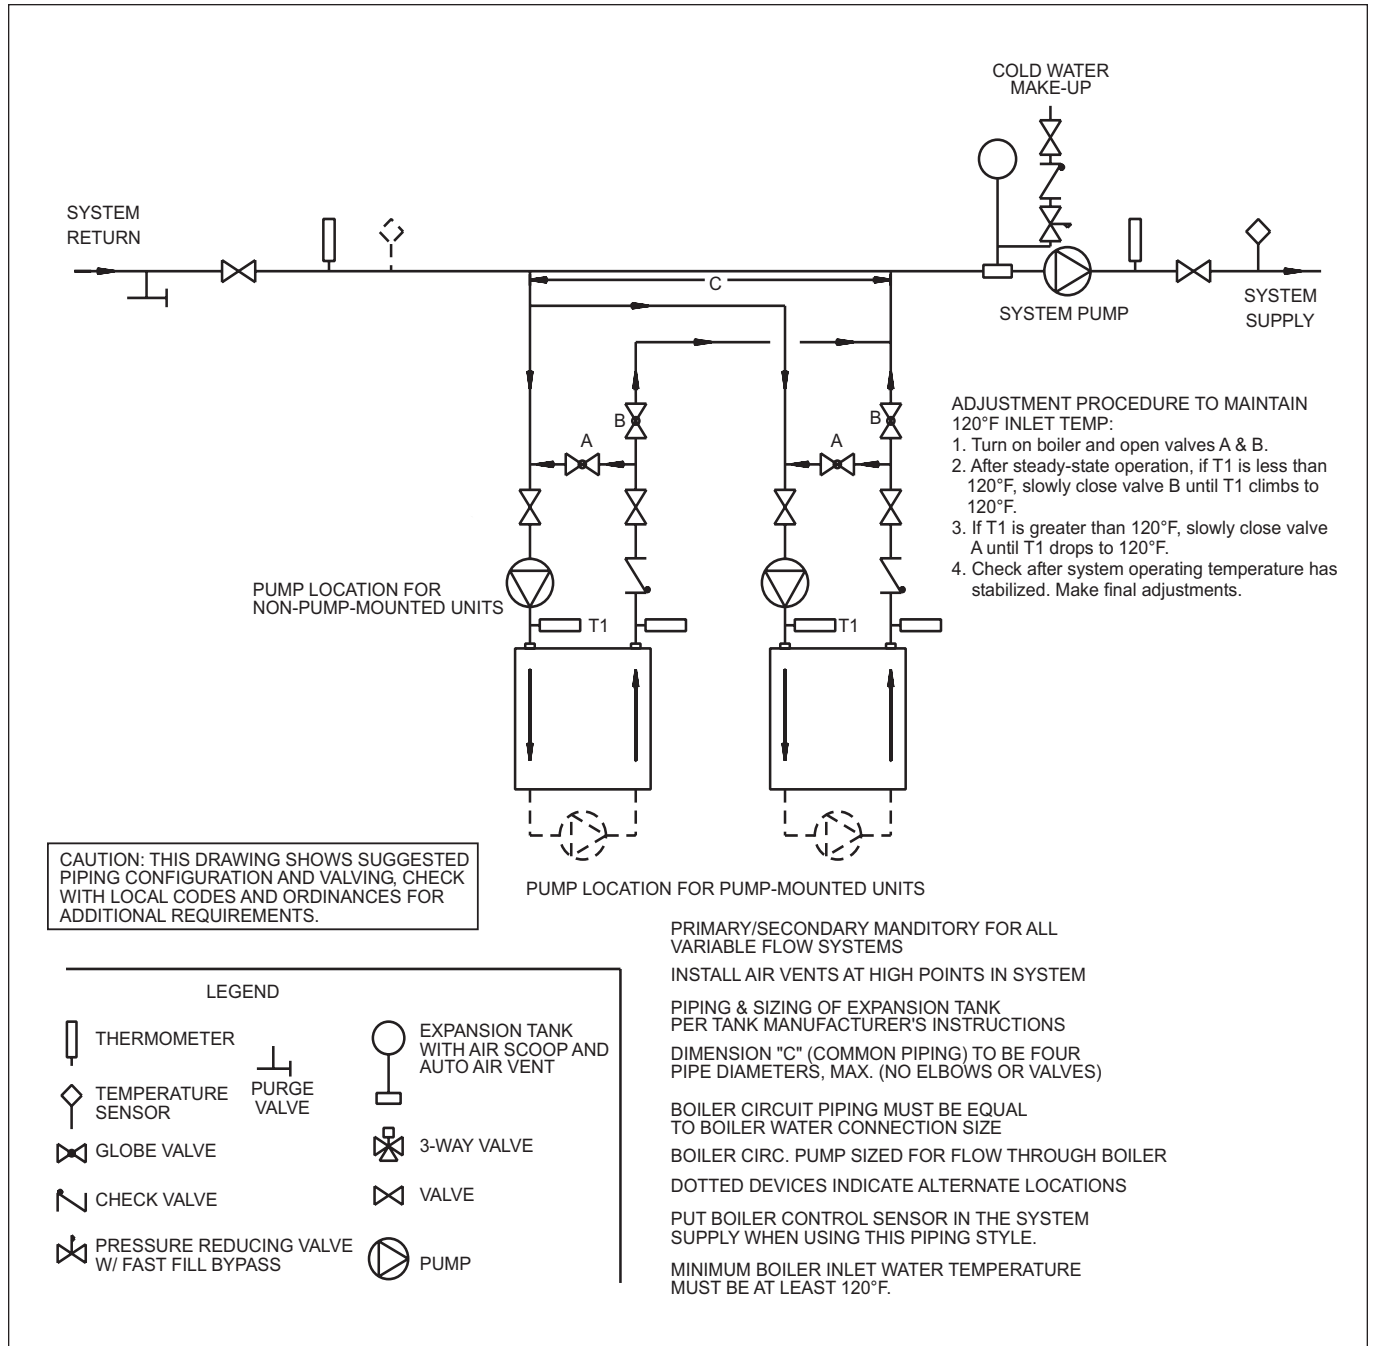 COLD WATER
MAKE-UP
SYSTEM
RETURN
C
SYSTEM PUMP
SYSTEM
SUPPLY
B
A
B
A
ADJUSTMENT PROCEDURE TO MAINTAIN
120°F INLET TEMP:
1. Turn on boiler and open valves A & B.
2. After steady-state operation, if T1 is less than
120°F, slowly close valve B until T1 climbs to
120°F.
3. If T1 is greater than 120°F, slowly close valve
A until T1 drops to 120°F.
4. Check after system operating temperature has
stabilized. Make final adjustments.
PUMP LOCATION FOR
NON-PUMP-MOUNTED UNITS
T1
T1
CAUTION: THIS DRAWING SHOWS SUGGESTED
PIPING CONFIGURATION AND VALVING, CHECK
WITH LOCAL CODES AND ORDINANCES FOR
ADDITIONAL REQUIREMENTS.
PUMP LOCATION FOR PUMP-MOUNTED UNITS
PRIMARY/SECONDARY MANDITORY FOR ALL
VARIABLE FLOW SYSTEMS
INSTALL AIR VENTS AT HIGH POINTS IN SYSTEM
PIPING & SIZING OF EXPANSION TANK
PER TANK MANUFACTURER'S INSTRUCTIONS
DIMENSION "C" (COMMON PIPING) TO BE FOUR
PIPE DIAMETERS, MAX. (NO ELBOWS OR VALVES)
BOILER CIRCUIT PIPING MUST BE EQUAL
TO BOILER WATER CONNECTION SIZE
BOILER CIRC. PUMP SIZED FOR FLOW THROUGH BOILER
DOTTED DEVICES INDICATE ALTERNATE LOCATIONS
PUT BOILER CONTROL SENSOR IN THE SYSTEM
SUPPLY WHEN USING THIS PIPING STYLE.
MINIMUM BOILER INLET WATER TEMPERATURE
MUST BE AT LEAST 120°F.
LEGEND
THERMOMETER
TEMPERATURE
SENSOR
PURGE
VALVE
GLOBE VALVE
CHECK VALVE
PRESSURE REDUCING VALVE
W/ FAST FILL BYPASS
EXPANSION TANK
WITH AIR SCOOP AND
AUTO AIR VENT
3-WAY VALVE
VALVE
PUMP